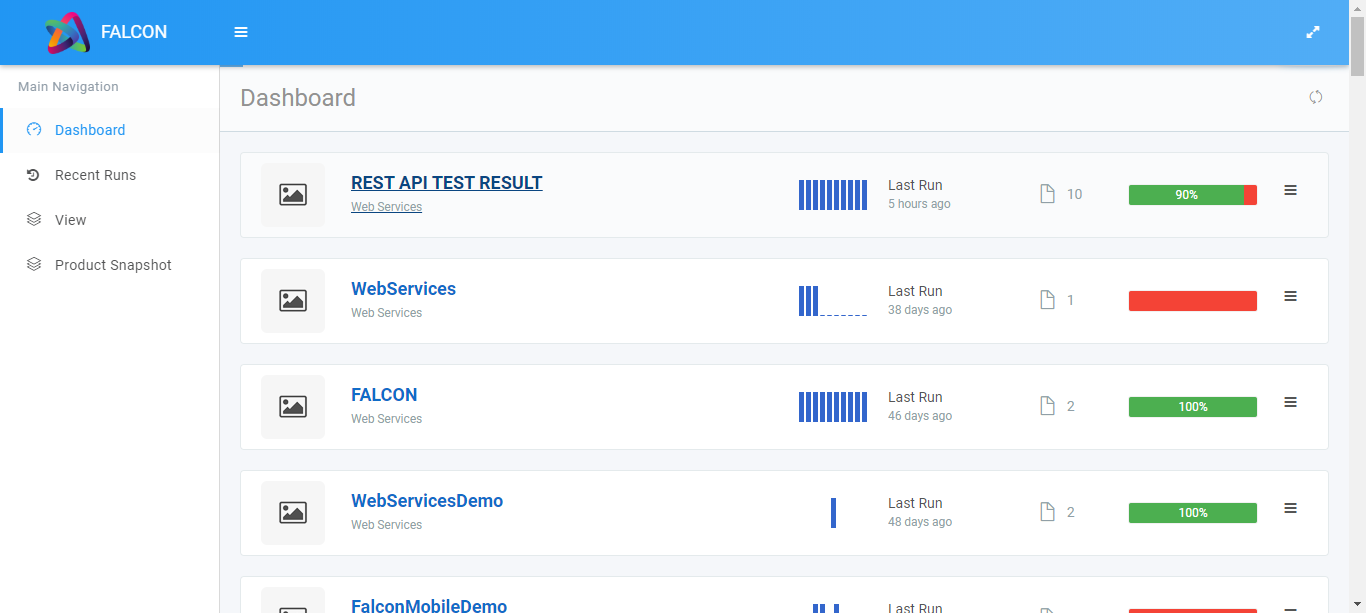 FALCON
Main Navigation
Dashboard
Recent Runs
View
Product Snapshot
Dashboard
REST API TEST RESULT
Web Services
Last Run
5 hours ago
10
90%
WebServices
Web Services
Last Run
38 days ago
1
FALCON
Web Services
Last Run
46 days ago
2
100%
WebServicesDemo
Web Services
Last Run
48 days ago
2
100%
FalconMobileDemo
Last Run